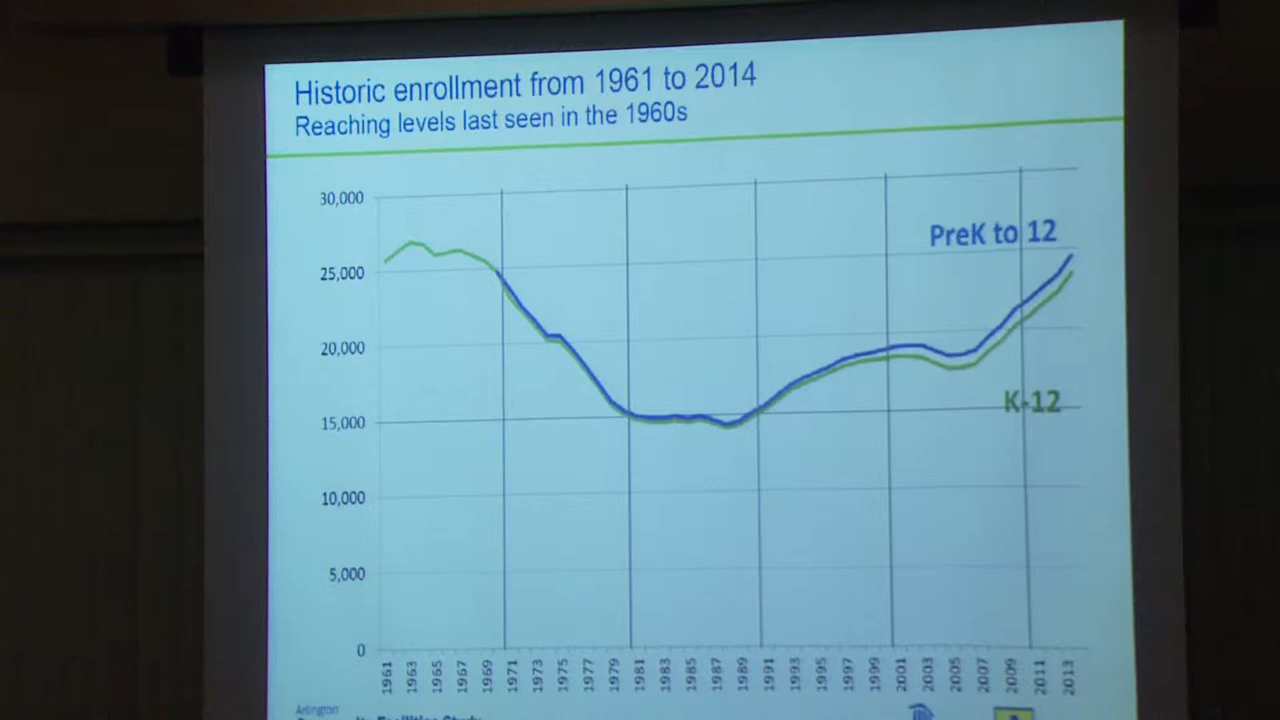 Historic enrollment from 1961 to 2014
Reaching levels last seen in the 1960s
30,000
25,000
20,000
15,000
10,000
5,000
0
PreK to 12
K-12
1961 1963 1965 1967 1969 1971 1973 1975 1977 1979 1981 1983 1985 1987 1989 1991 1993 1995 1997 1999 2001 2003 2005 2007 2009 2011 2013
Arlington
Facilities Study